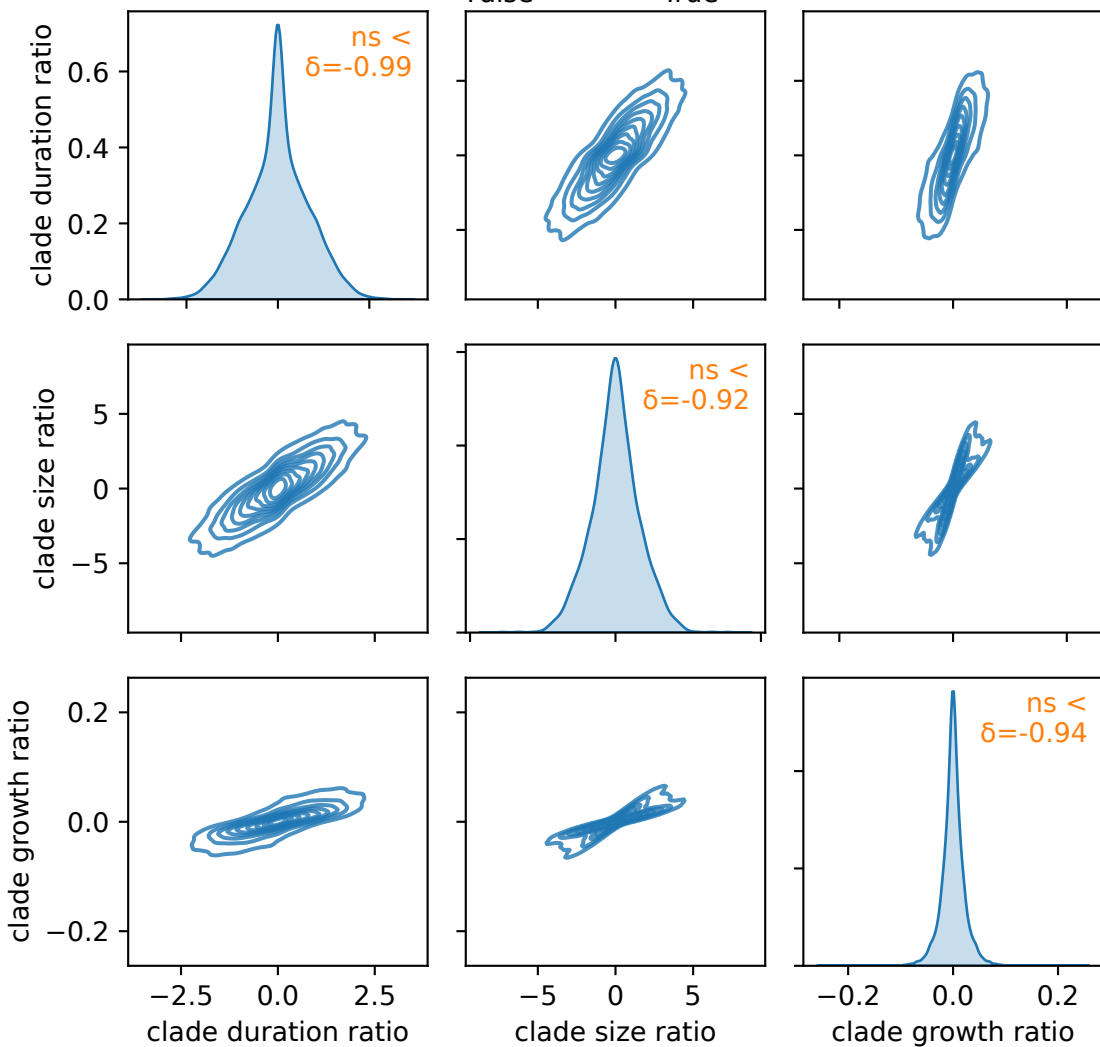 clade duration ratio
0.6
0.4
0.2
0.0
ns <
δ=-0.99
clade size ratio
5
0
−5
ns <
δ=-0.92
clade growth ratio
0.2
0.0
−0.2
ns <
δ=-0.94
−2.5 0.0 2.5
−5 0 5
−0.2 0.0 0.2
clade duration ratio
clade size ratio
clade growth ratio